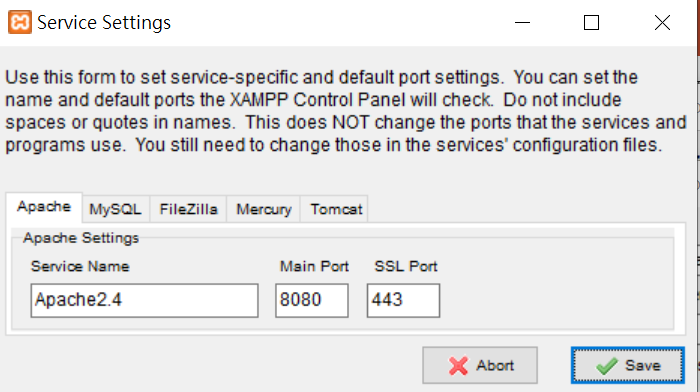 Service Settings
Use this form to set service-specific and default port settings.  You can set the
name and default ports the XAMPP Control Panel will check.  Do not include
spaces or quotes in names.  This does NOT change the ports that the services and
programs use.  You still need to change those in the services' configuration files.
Apache MySQL FileZilla Mercury Tomcat
Apache Settings
Service Name Main Port SSL Port
Apache2.4 8080 443
Abort Save